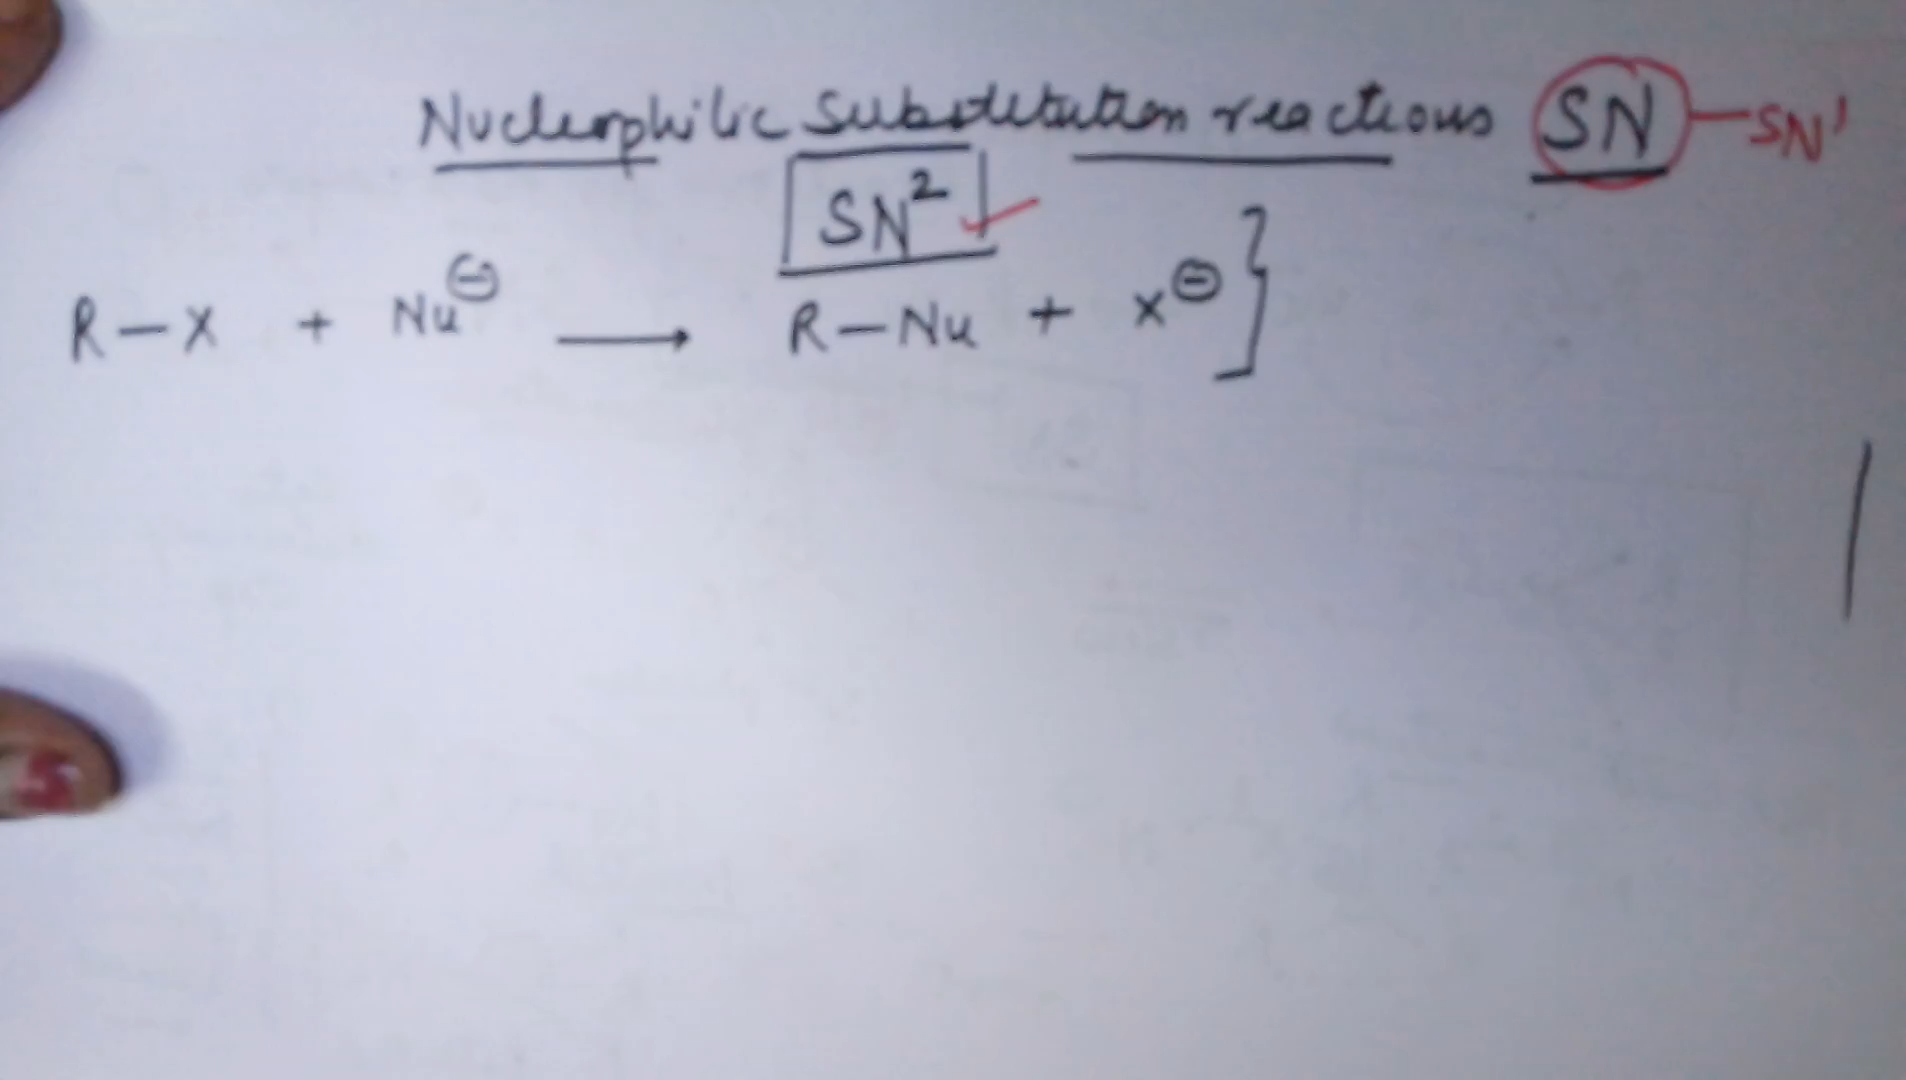 Nucleophilic Substitution reactions SN — SN¹
SN²
R—X + Nu⊖ ⟶ R—Nu + X⊖